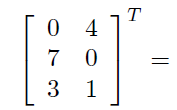 [ 0 4 ] T
[ 7 0 ] =
[ 3 1 ]